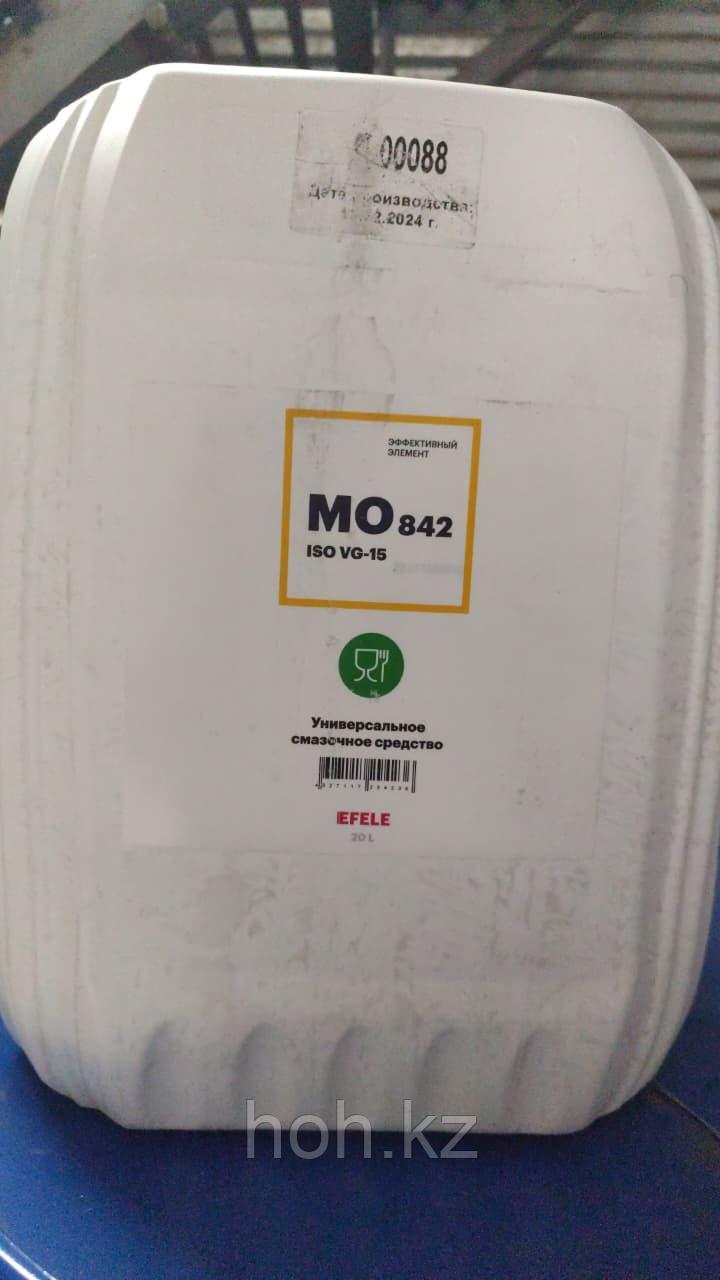 00088
Дата производства:
.2024 г.
ЭФФЕКТИВНЫЙ
ЭЛЕМЕНТ
MO 842
ISO VG-15
Универсальное
смазочное средство
EFELE
20 L
hoh.kz